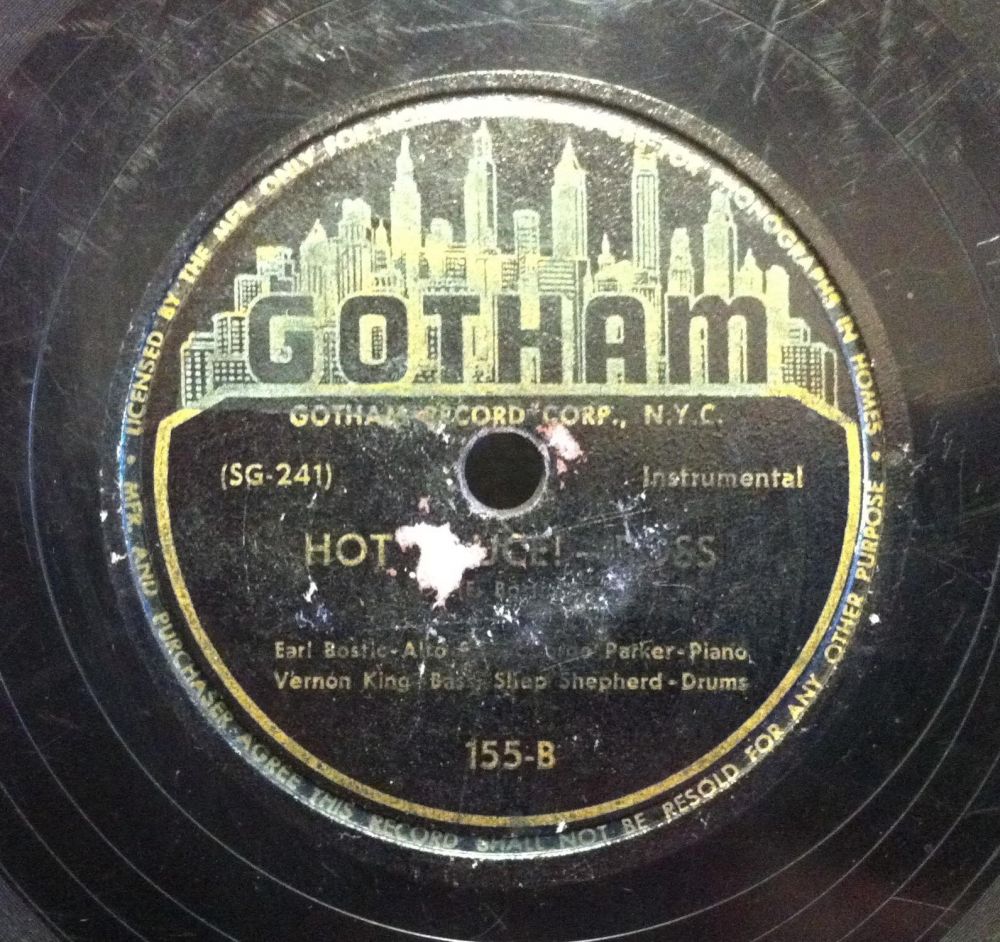 GOTHAM
GOTHAM RECORD CORP., N.Y.C.
(SG-241) Instrumental
HOT
Earl Bostic-Alto Parker-Piano
Vernon King Bass Shep Shepherd-Drums
155-B
• LICENSED BY THE MFR. ONLY FOR PHONOGRAPHS IN HOMES • MFR. AND PURCHASER AGREE THIS RECORD SHALL NOT BE RESOLD FOR ANY OTHER PURPOSE